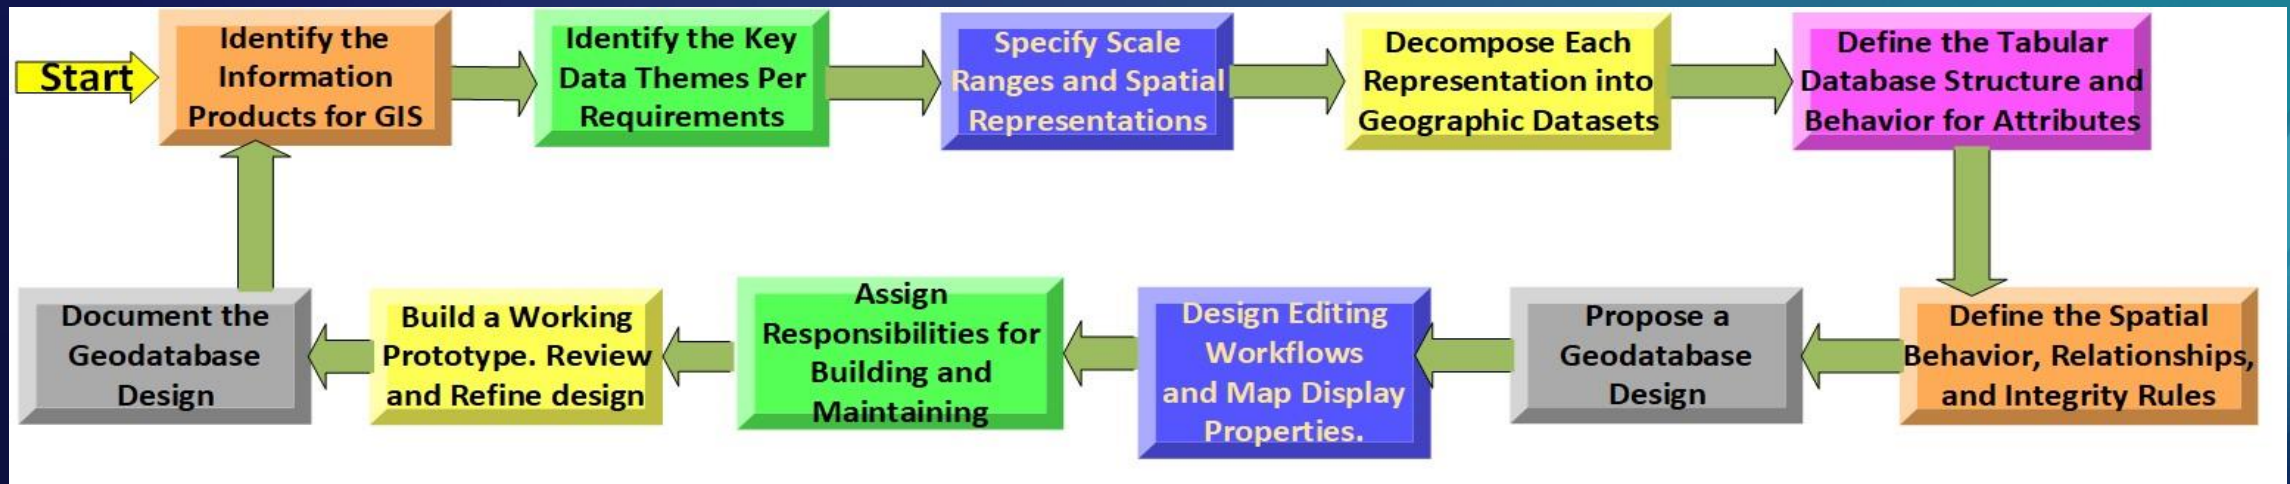 Start
Identify the
Information
Products for GIS
Identify the Key
Data Themes Per
Requirements
Specify Scale
Ranges and Spatial
Representations
Decompose Each
Representation into
Geographic Datasets
Define the Tabular
Database Structure and
Behavior for Attributes
Define the Spatial
Behavior, Relationships,
and Integrity Rules
Propose a
Geodatabase
Design
Design Editing
Workflows
and Map Display
Properties.
Assign
Responsibilities for
Building and
Maintaining
Build a Working
Prototype. Review
and Refine design
Document the
Geodatabase
Design